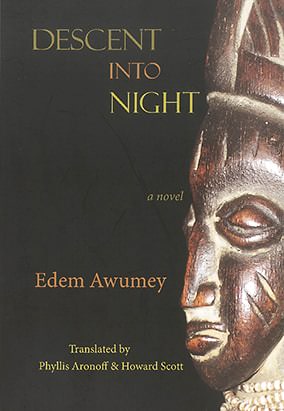 DESCENT
INTO
NIGHT
a novel
Edem Awumey
Translated by
Phyllis Aronoff & Howard Scott